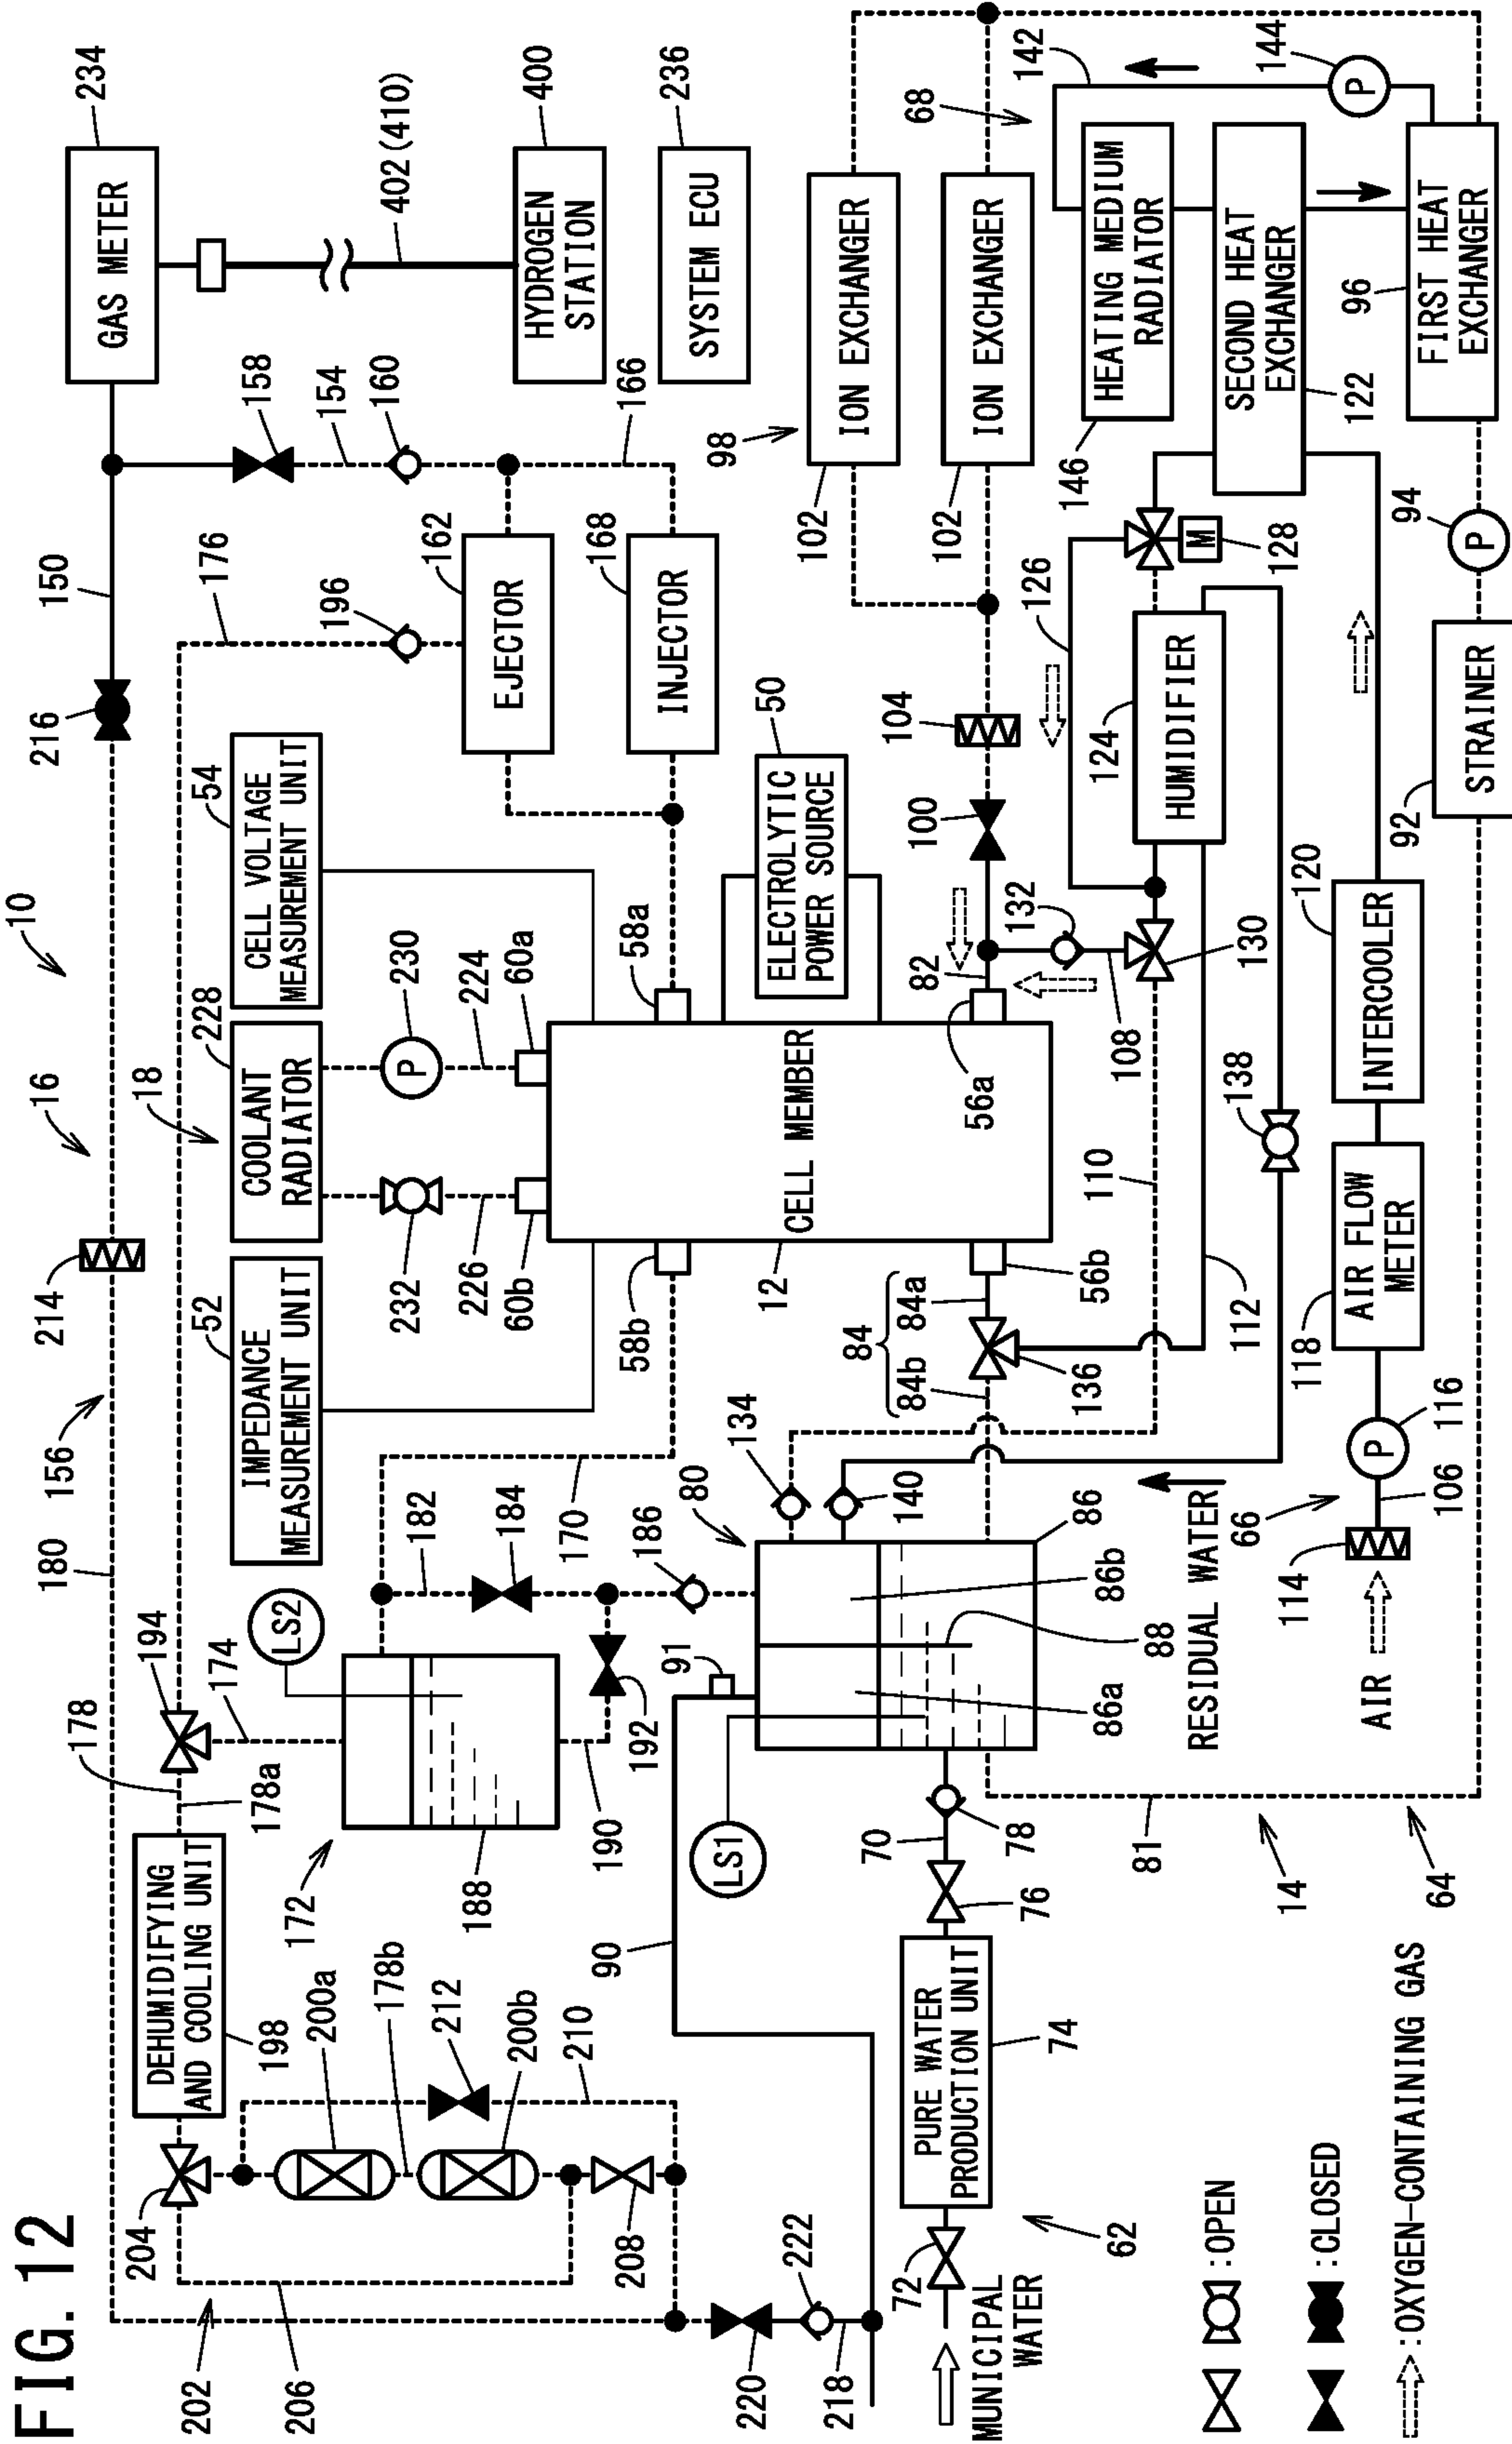 FIG. 12
10
16
18
202
206
204
DEHUMIDIFYING
AND COOLING UNIT
198
178
178a
194
174
180
156
214
216
150
176
GAS METER
234
402(410)
HYDROGEN
STATION
400
SYSTEM ECU
236
158
154
160
166
196
EJECTOR
162
INJECTOR
168
CELL VOLTAGE
MEASUREMENT UNIT
54
COOLANT
RADIATOR
228
IMPEDANCE
MEASUREMENT UNIT
52
230
P
224
60a
232
226
60b
58a
58b
ELECTROLYTIC
POWER SOURCE
50
CELL MEMBER
12
56a
56b
82
84
84a
84b
136
LS2
172
188
182
184
170
186
190
192
200a
178b
212
200b
210
208
220
222
218
90
91
LS1
80
134
140
86
86b
88
86a
RESIDUAL WATER
70
78
76
PURE WATER
PRODUCTION UNIT
74
72
MUNICIPAL
WATER
62
81
14
64
98
ION EXCHANGER
102
ION EXCHANGER
102
104
100
132
108
130
110
112
138
126
HUMIDIFIER
124
M
128
68
142
144
P
HEATING MEDIUM
RADIATOR
146
SECOND HEAT
EXCHANGER
122
FIRST HEAT
EXCHANGER
96
94
P
STRAINER
92
INTERCOOLER
120
AIR FLOW
METER
118
P
116
106
66
114
AIR
:OPEN
:CLOSED
:OXYGEN-CONTAINING GAS